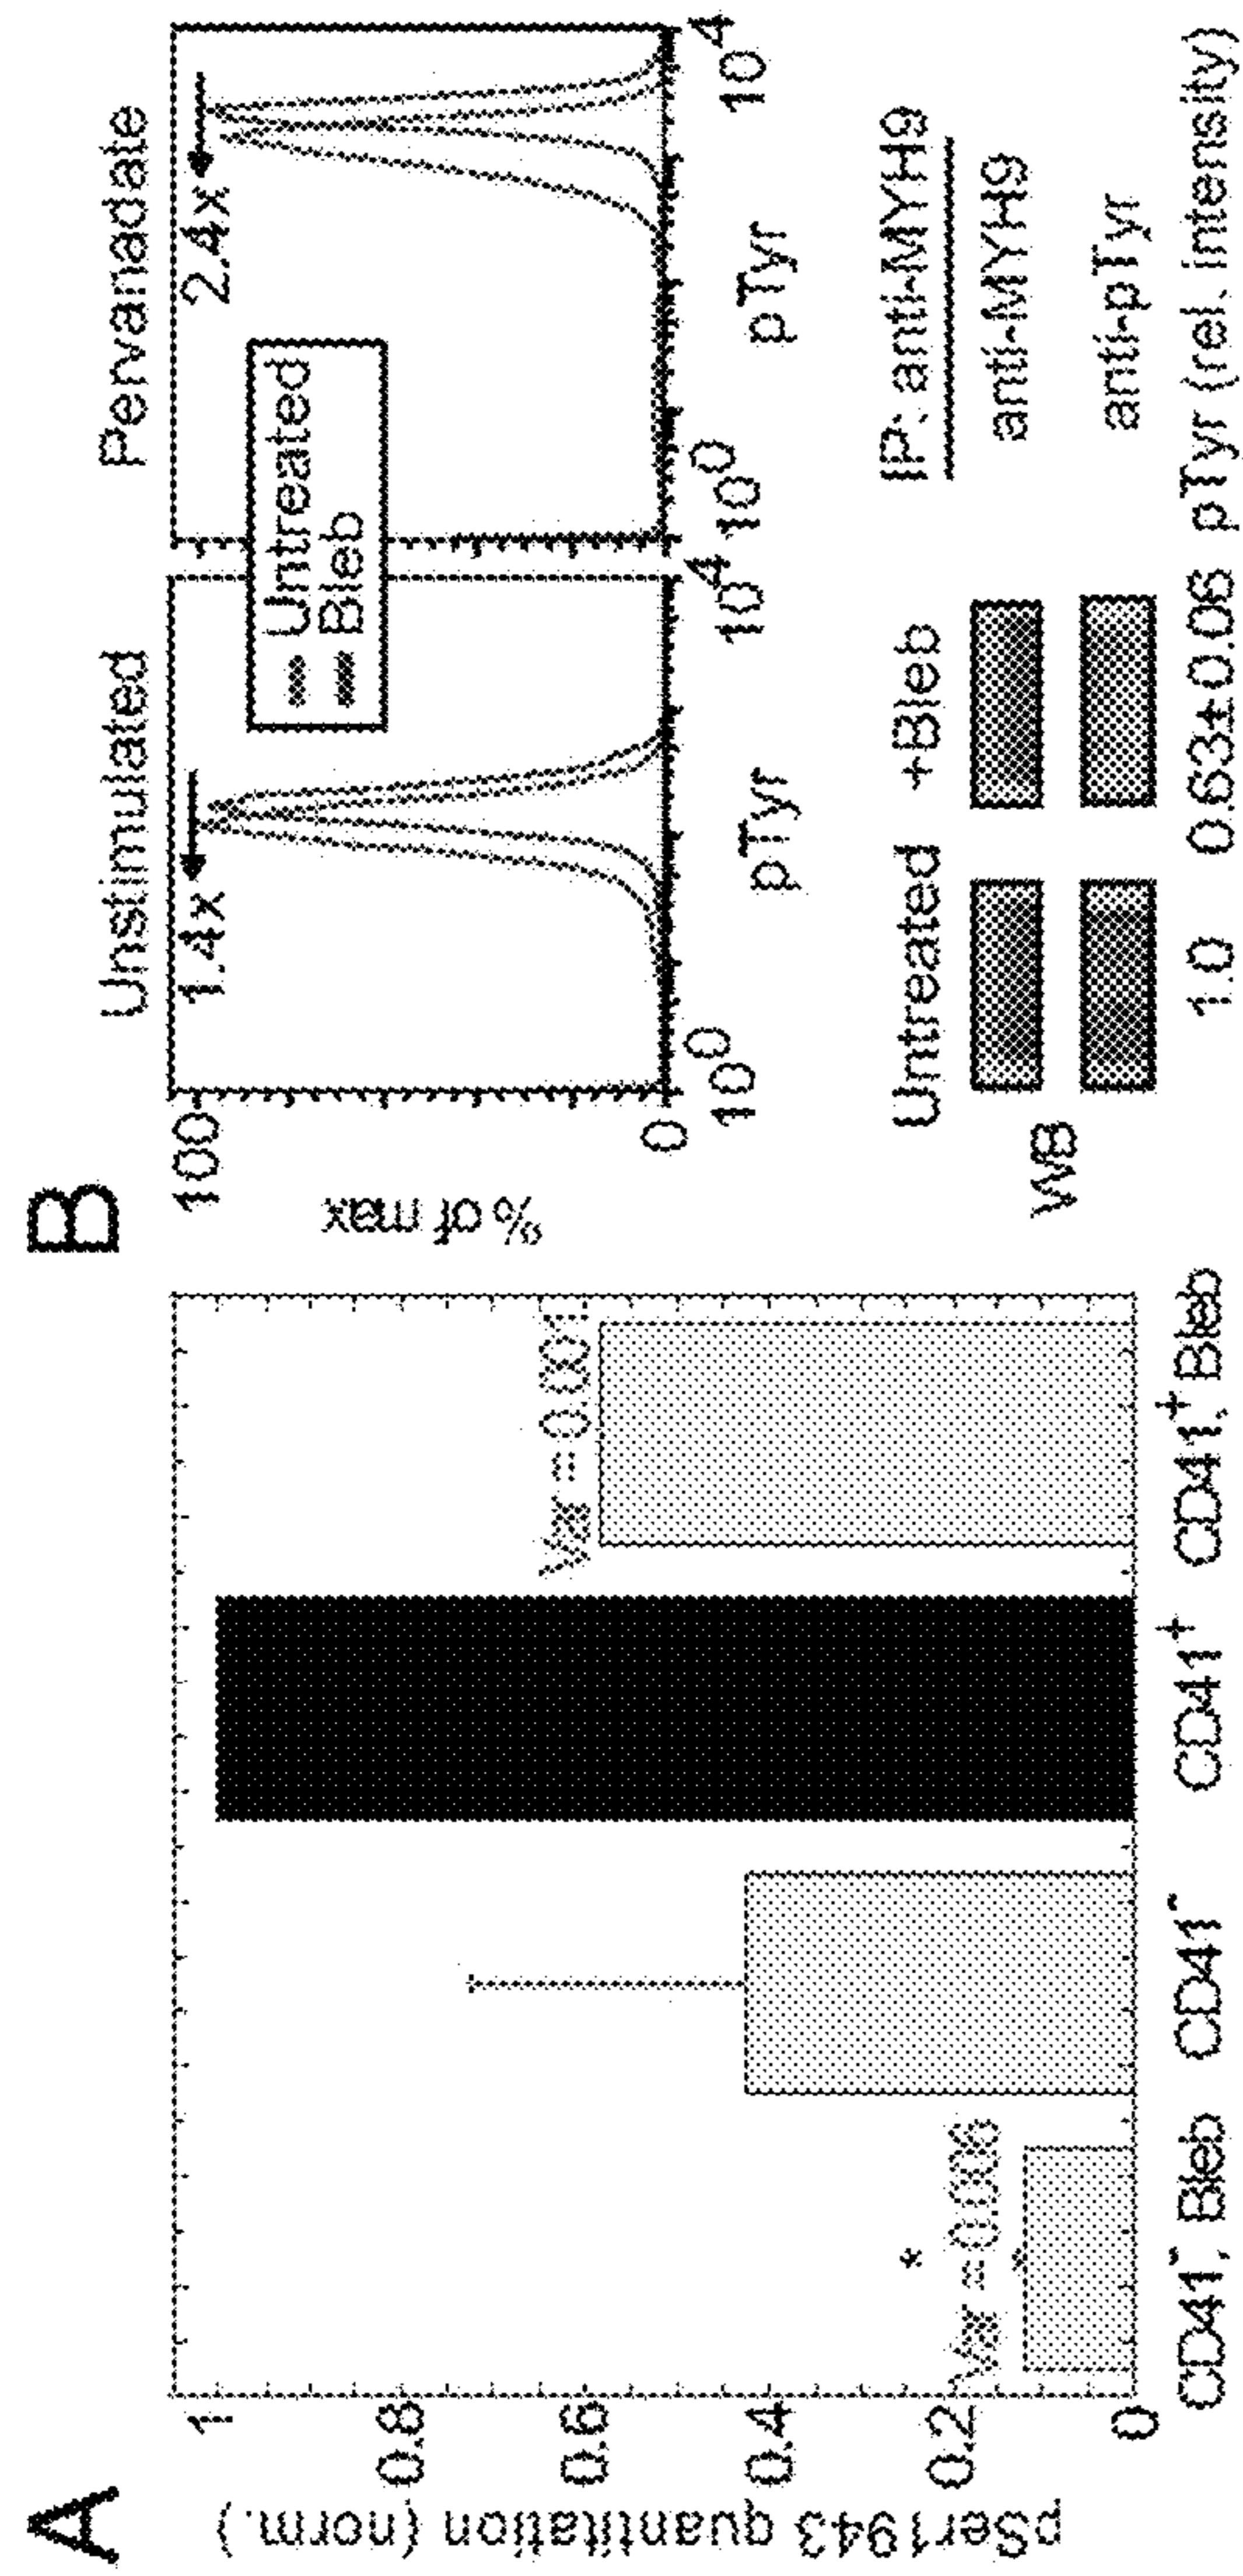 A
pSer1943 quantitation (norm.)
1
0.8
0.6
0.4
0.2
0
*
Var = 0.006
*
Var = 0.001
CD41⁻, Bleb
CD41⁻
CD41⁺
CD41⁺, Bleb
B
Unstimulated
Pervanadate
% of max
100
0
1.4x
2.4x
Untreated
Bleb
10⁰
10⁴
10⁰
10⁴
pTyr
pTyr
Untreated +Bleb IP: anti-MYH9
WB
anti-MYH9
anti-pTyr
1.0 0.63±0.06 pTyr (rel. intensity)